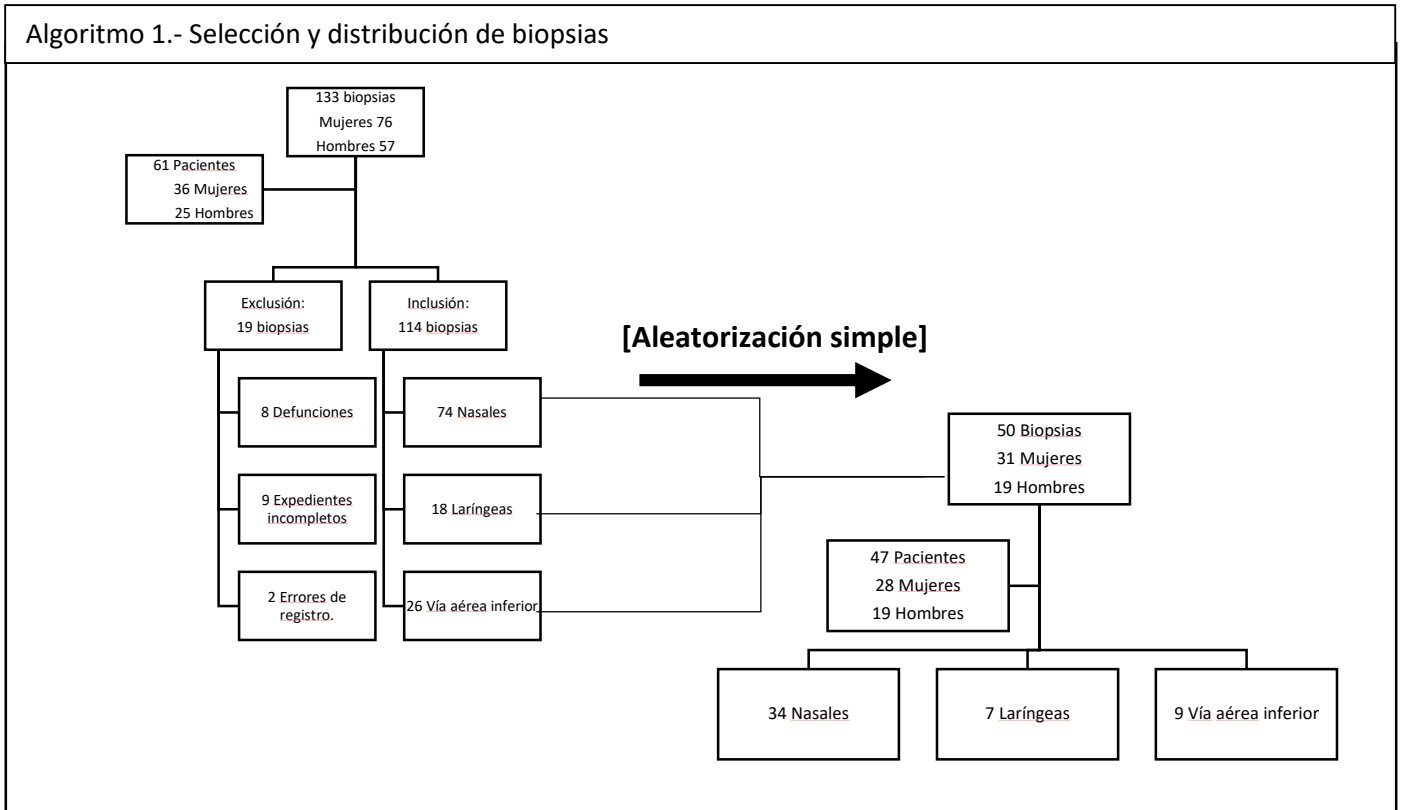 Algoritmo 1.- Selección y distribución de biopsias
133 biopsias
Mujeres 76
Hombres 57
61 Pacientes
36 Mujeres
25 Hombres
Exclusión:
19 biopsias
Inclusión:
114 biopsias
[Aleatorización simple]
8 Defunciones
74 Nasales
9 Expedientes
incompletos
18 Laríngeas
2 Errores de
registro.
26 Vía aérea inferior
50 Biopsias
31 Mujeres
19 Hombres
47 Pacientes
28 Mujeres
19 Hombres
34 Nasales
7 Laríngeas
9 Vía aérea inferior